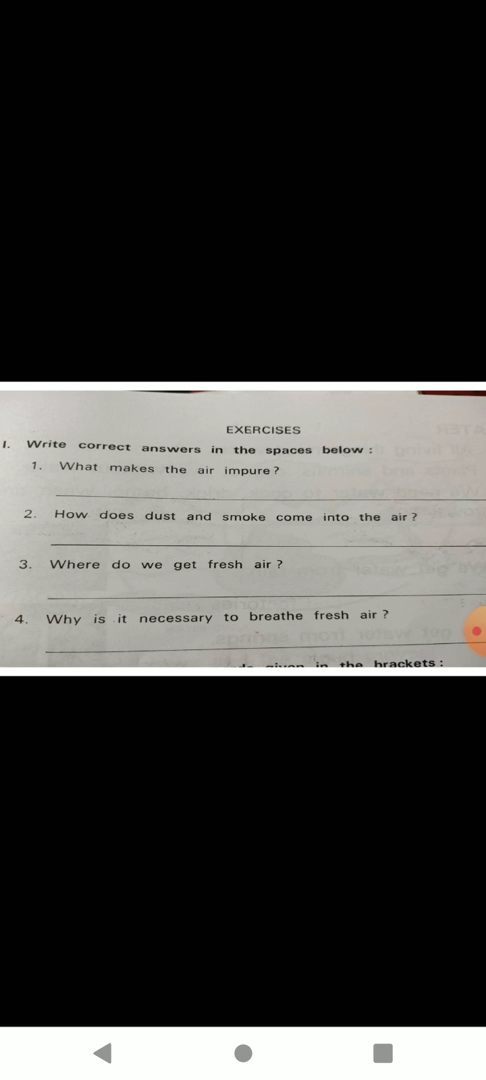 EXERCISES
I. Write correct answers in the spaces below :
1. What makes the air impure ?
2. How does dust and smoke come into the air ?
3. Where do we get fresh air ?
4. Why is it necessary to breathe fresh air ?
given in the brackets :